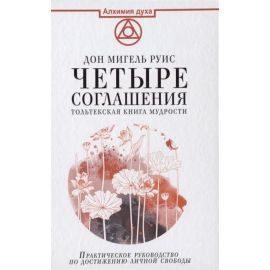 Алхимия духа
ДОН МИГЕЛЬ РУИС
ЧЕТЫРЕ
СОГЛАШЕНИЯ
ТОЛЬТЕКСКАЯ КНИГА МУДРОСТИ
ПРАКТИЧЕСКОЕ РУКОВОДСТВО
ПО ДОСТИЖЕНИЮ ЛИЧНОЙ СВОБОДЫ